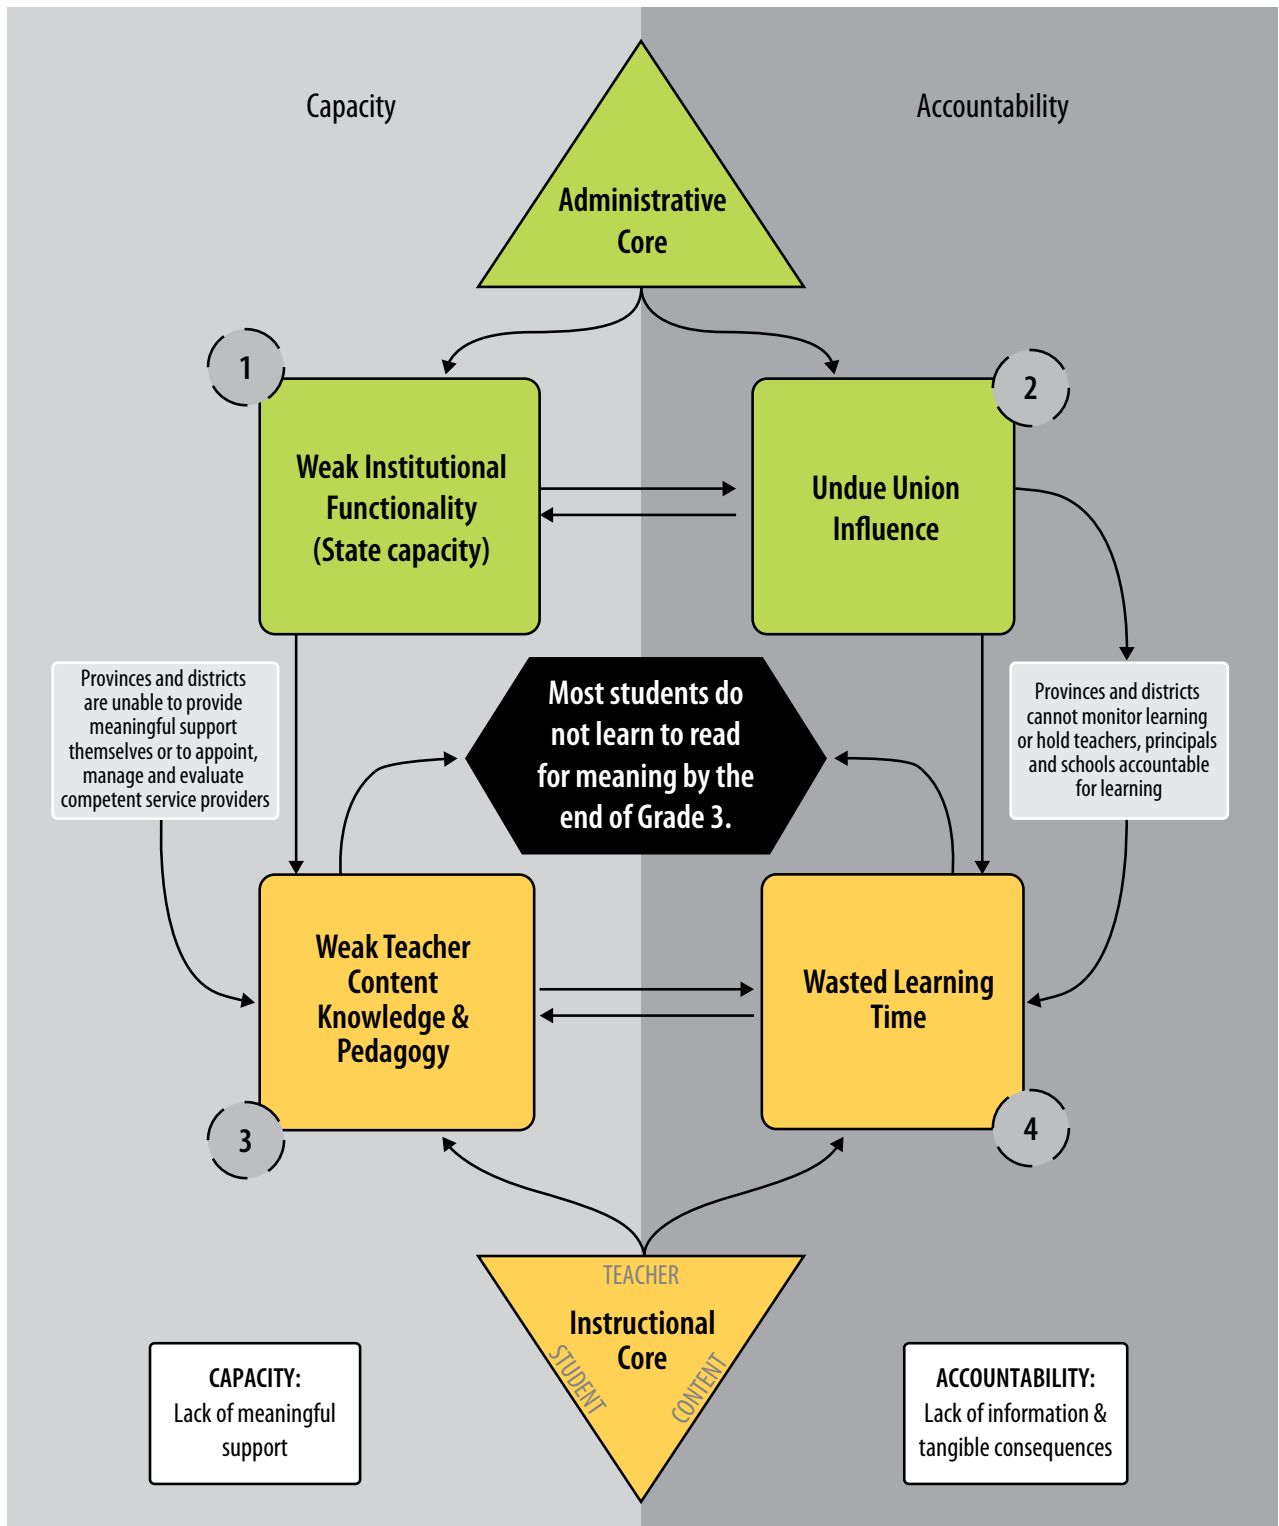 Capacity
Accountability
Administrative
Core
1
2
Weak Institutional
Functionality
(State capacity)
Undue Union
Influence
Provinces and districts
are unable to provide
meaningful support
themselves or to appoint,
manage and evaluate
competent service providers
Most students do
not learn to read
for meaning by the
end of Grade 3.
Provinces and districts
cannot monitor learning
or hold teachers, principals
and schools accountable
for learning
Weak Teacher
Content
Knowledge &
Pedagogy
Wasted Learning
Time
3
4
TEACHER
Instructional
Core
STUDENT
CONTENT
CAPACITY:
Lack of meaningful
support
ACCOUNTABILITY:
Lack of information &
tangible consequences